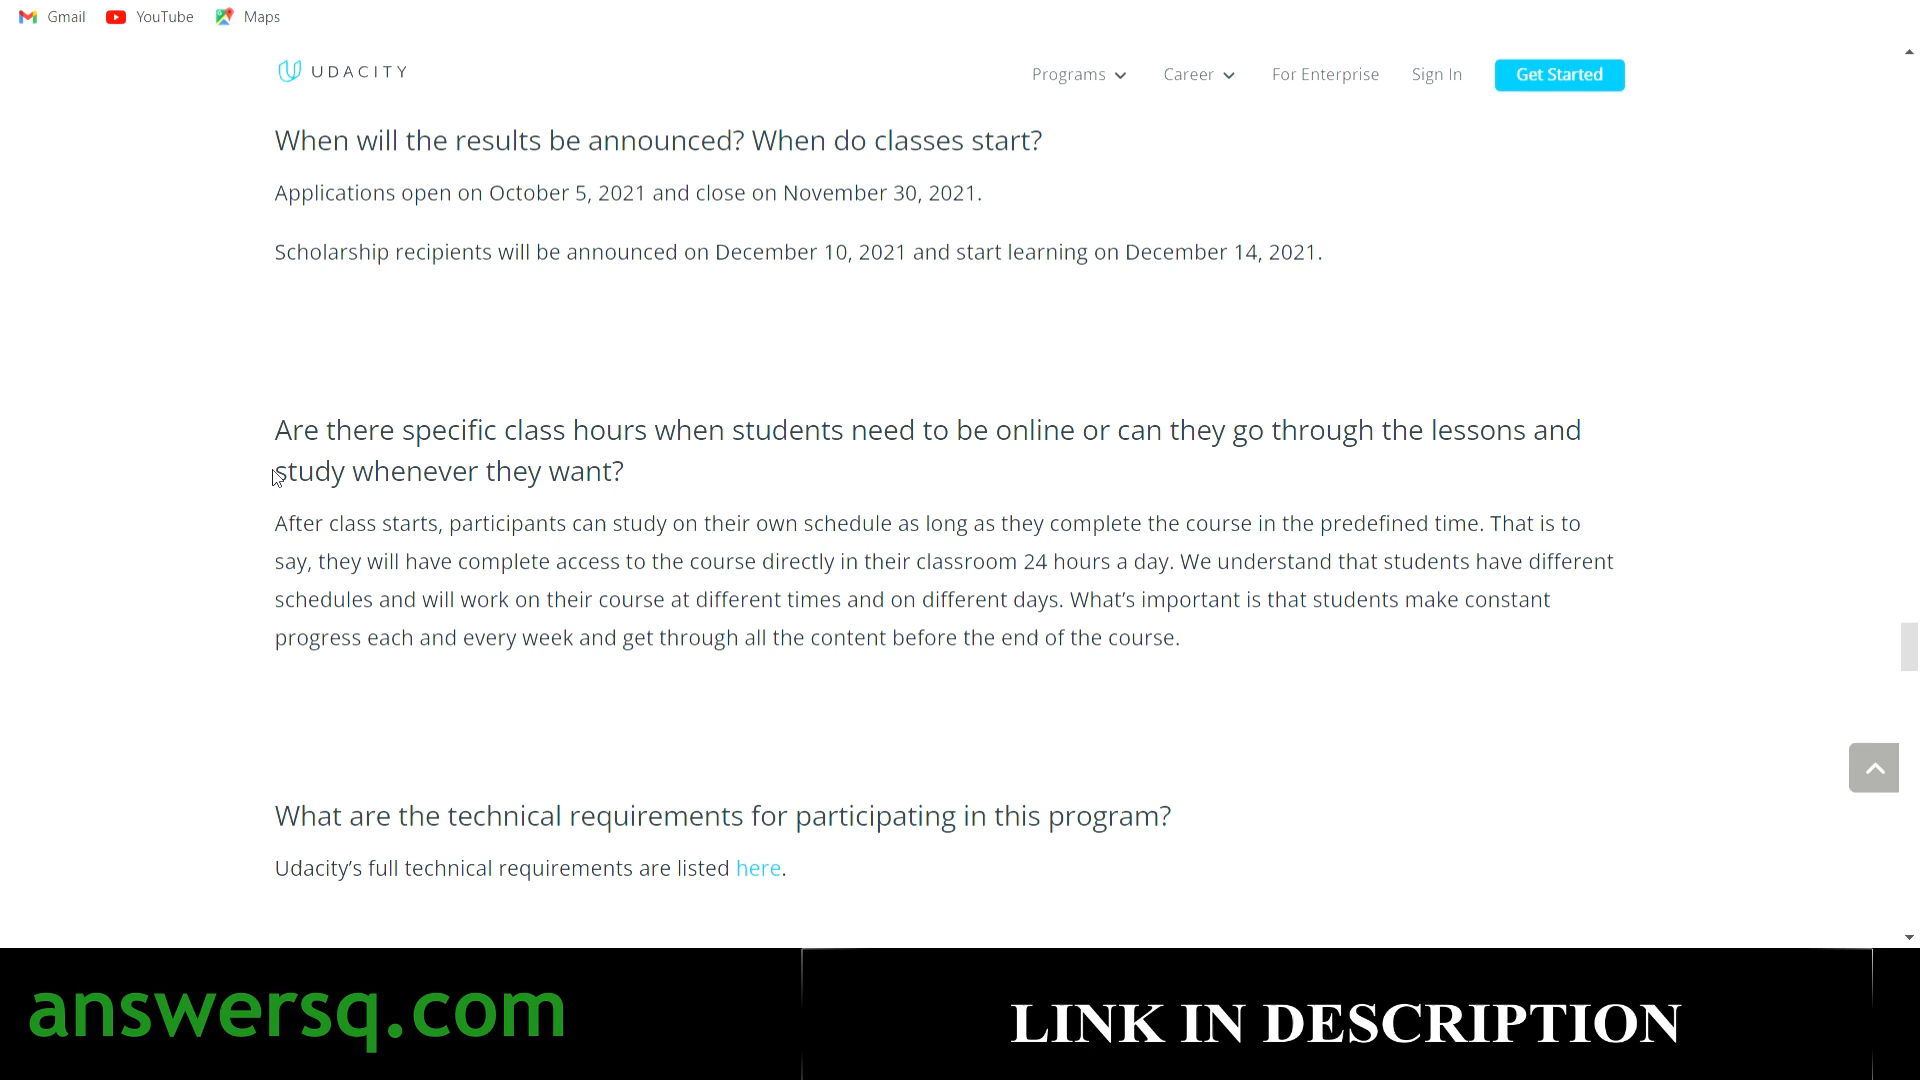 Gmail YouTube Maps
UDACITY Programs Career For Enterprise Sign In Get Started
When will the results be announced? When do classes start?
Applications open on October 5, 2021 and close on November 30, 2021.
Scholarship recipients will be announced on December 10, 2021 and start learning on December 14, 2021.
Are there specific class hours when students need to be online or can they go through the lessons and
study whenever they want?
After class starts, participants can study on their own schedule as long as they complete the course in the predefined time. That is to
say, they will have complete access to the course directly in their classroom 24 hours a day. We understand that students have different
schedules and will work on their course at different times and on different days. What’s important is that students make constant
progress each and every week and get through all the content before the end of the course.
What are the technical requirements for participating in this program?
Udacity’s full technical requirements are listed here.
answersq.com LINK IN DESCRIPTION